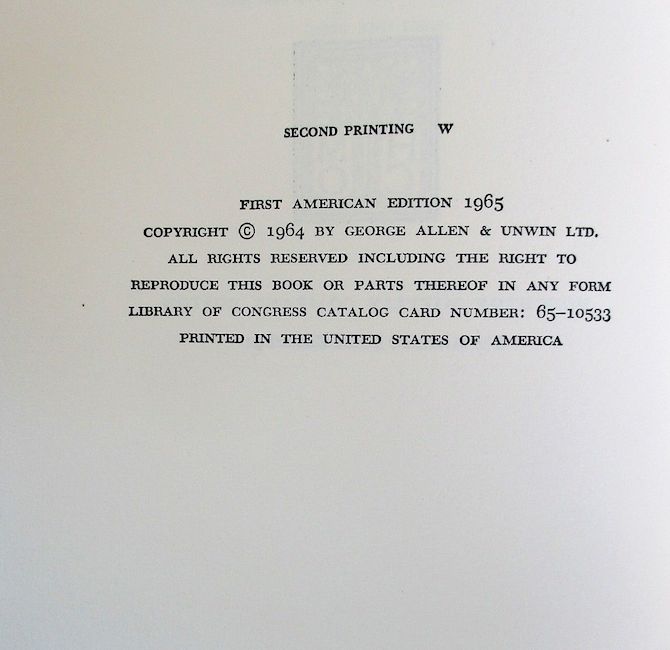 SECOND PRINTING W
FIRST AMERICAN EDITION 1965
COPYRIGHT © 1964 BY GEORGE ALLEN & UNWIN LTD.
ALL RIGHTS RESERVED INCLUDING THE RIGHT TO
REPRODUCE THIS BOOK OR PARTS THEREOF IN ANY FORM
LIBRARY OF CONGRESS CATALOG CARD NUMBER: 65–10533
PRINTED IN THE UNITED STATES OF AMERICA